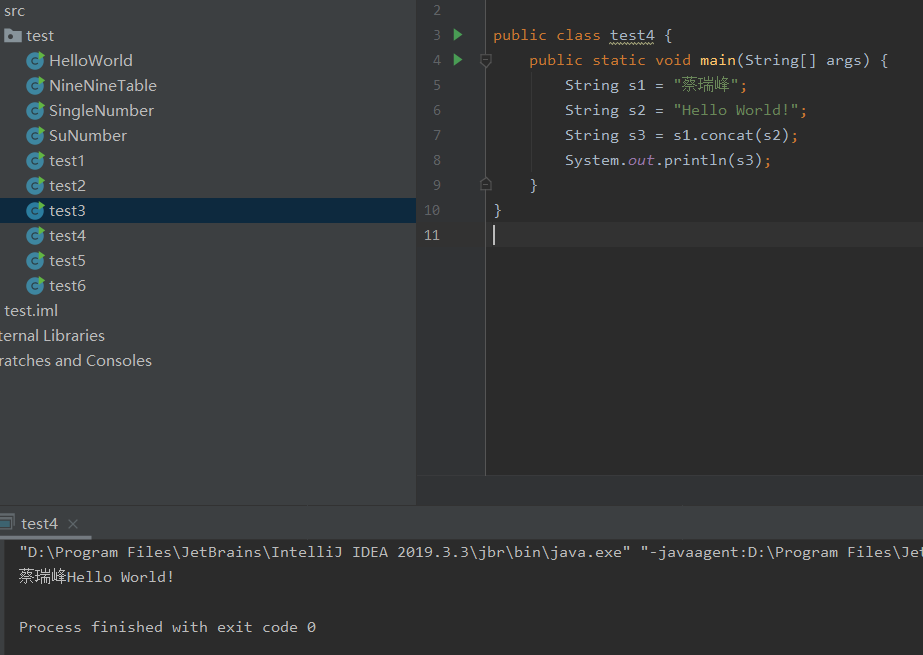 src
test
HelloWorld
NineNineTable
SingleNumber
SuNumber
test1
test2
test3
test4
test5
test6
test.iml
ternal Libraries
ratches and Consoles
2
3 public class test4 {
4 public static void main(String[] args) {
5 String s1 = "蔡瑞峰";
6 String s2 = "Hello World!";
7 String s3 = s1.concat(s2);
8 System.out.println(s3);
9 }
10 }
11
test4
"D:\Program Files\JetBrains\IntelliJ IDEA 2019.3.3\jbr\bin\java.exe" "-javaagent:D:\Program Files\Jet
蔡瑞峰Hello World!
Process finished with exit code 0